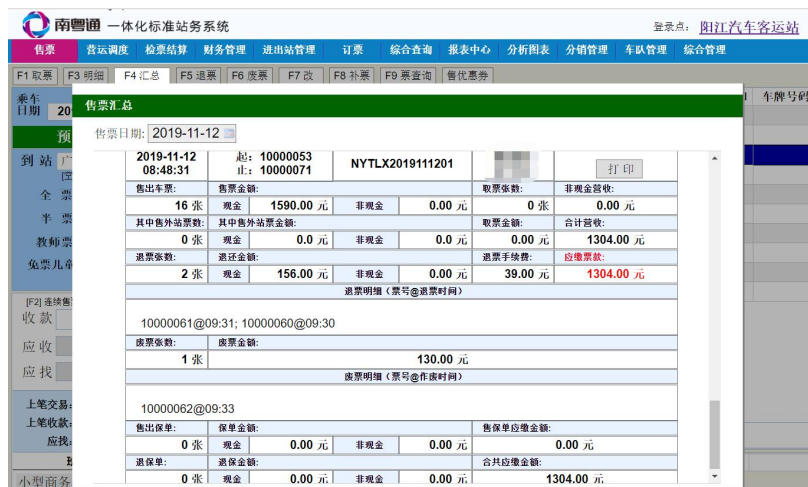 南粤通 一体化标准站务系统
登录点: 阳江汽车客运站
售票 营运调度 检票结算 财务管理 进出站管理 订票 综合查询 报表中心 分析图表 分销管理 车队管理 综合管理
F1 取票 F3 明细 F4 汇总 F5 退票 F6 废票 F7 改 F8 补票 F9 票查询 售优惠券
乘车
日期 20
车牌号码
售票汇总
预
售票日期: 2019-11-12
到 站
全 票
半 票
教师票
免票儿童
[F2] 连续售
收 款
应 收
应 找
上笔交易:
上笔收款:
应找:
小型商务
2019-11-12 起: 10000053 NYTLX2019111201 打印
08:48:31 止: 10000071
售出车票: 售票金额: 取票张数: 非现金营收:
16 张 现金 1590.00 元 非现金 0.00 元 0 张 0.00 元
其中售外站票数: 其中售外站票金额: 取票金额: 合计营收:
0 张 现金 0.0 元 非现金 0.0 元 0.00 元 1304.00 元
退票张数: 退还金额: 退票手续费: 应缴票款:
2 张 现金 156.00 元 非现金 0.00 元 39.00 元 1304.00 元
退票明细 (票号@退票时间)
10000061@09:31; 10000060@09:30
废票张数: 废票金额:
1 张 130.00 元
废票明细 (票号@作废时间)
10000062@09:33
售出保单: 保单金额: 售保单应缴金额:
0 张 现金 0.00 元 非现金 0.00 元 0.00 元
退保单: 退保金额: 合共应缴金额:
0 张 现金 0.00 元 非现金 0.00 元 1304.00 元